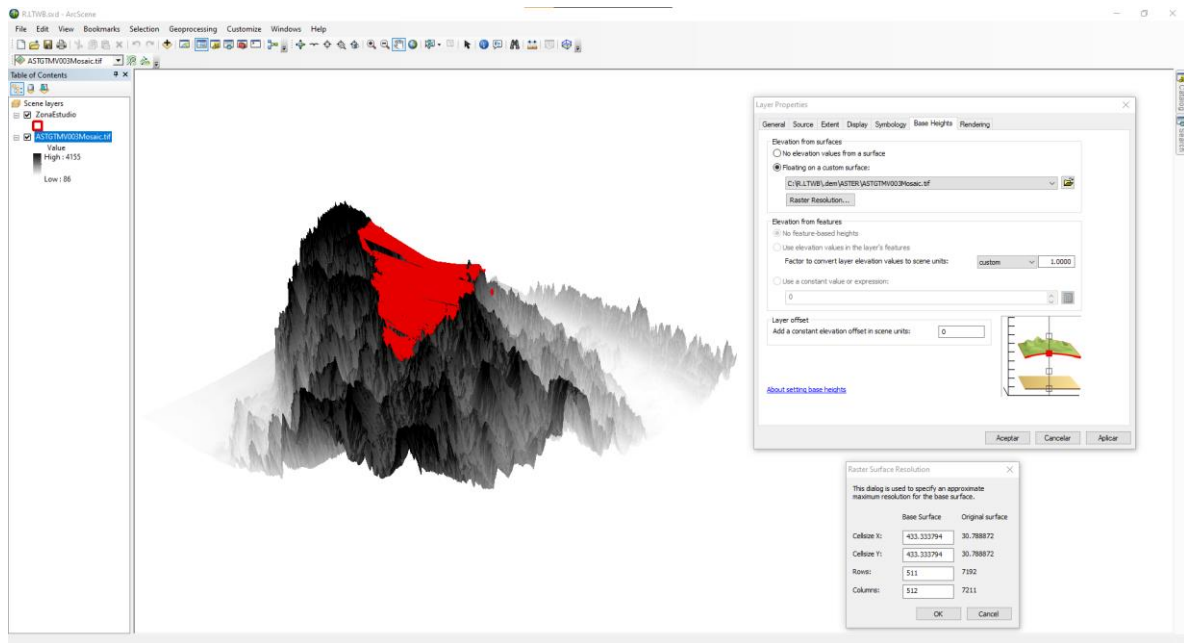 R.LTWB.sxd - ArcScene
File Edit View Bookmarks Selection Geoprocessing Customize Windows Help
ASTGTMV003Mosaic.tif
Table of Contents
Scene layers
ZonaEstudio
ASTGTMV003Mosaic.tif
Value
High : 4155
Low : 86
Catalog
Search
Layer Properties
General Source Extent Display Symbology Base Heights Rendering
Elevation from surfaces
No elevation values from a surface
Floating on a custom surface:
C:\R.LTWB\.dem\ASTER\ASTGTMV003Mosaic.tif
Raster Resolution...
Elevation from features
No feature-based heights
Use elevation values in the layer's features
Factor to convert layer elevation values to scene units: custom 1.0000
Use a constant value or expression:
0
Layer offset
Add a constant elevation offset in scene units: 0
About setting base heights
Aceptar Cancelar Aplicar
Raster Surface Resolution
This dialog is used to specify an approximate
maximum resolution for the base surface.
Base Surface Original surface
Cellsize X: 433.333794 30.788872
Cellsize Y: 433.333794 30.788872
Rows: 511 7192
Columns: 512 7211
OK Cancel